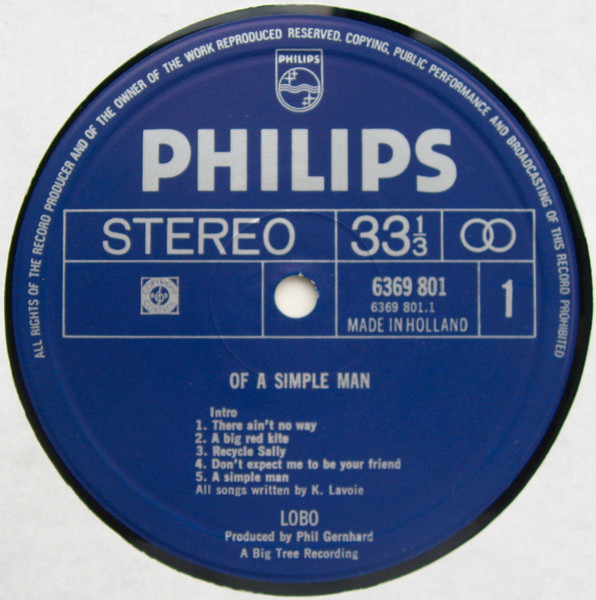 ALL RIGHTS OF THE RECORD PRODUCER AND OF THE OWNER OF THE WORK REPRODUCED RESERVED. COPYING, PUBLIC PERFORMANCE AND BROADCASTING OF THIS RECORD PROHIBITED
PHILIPS
PHILIPS
STEREO 33 1/3
6369 801 1
6369 801.1
MADE IN HOLLAND
OF A SIMPLE MAN
Intro
1. There ain't no way
2. A big red kite
3. Recycle Sally
4. Don't expect me to be your friend
5. A simple man
All songs written by K. Lavoie
LOBO
Produced by Phil Gernhard
A Big Tree Recording